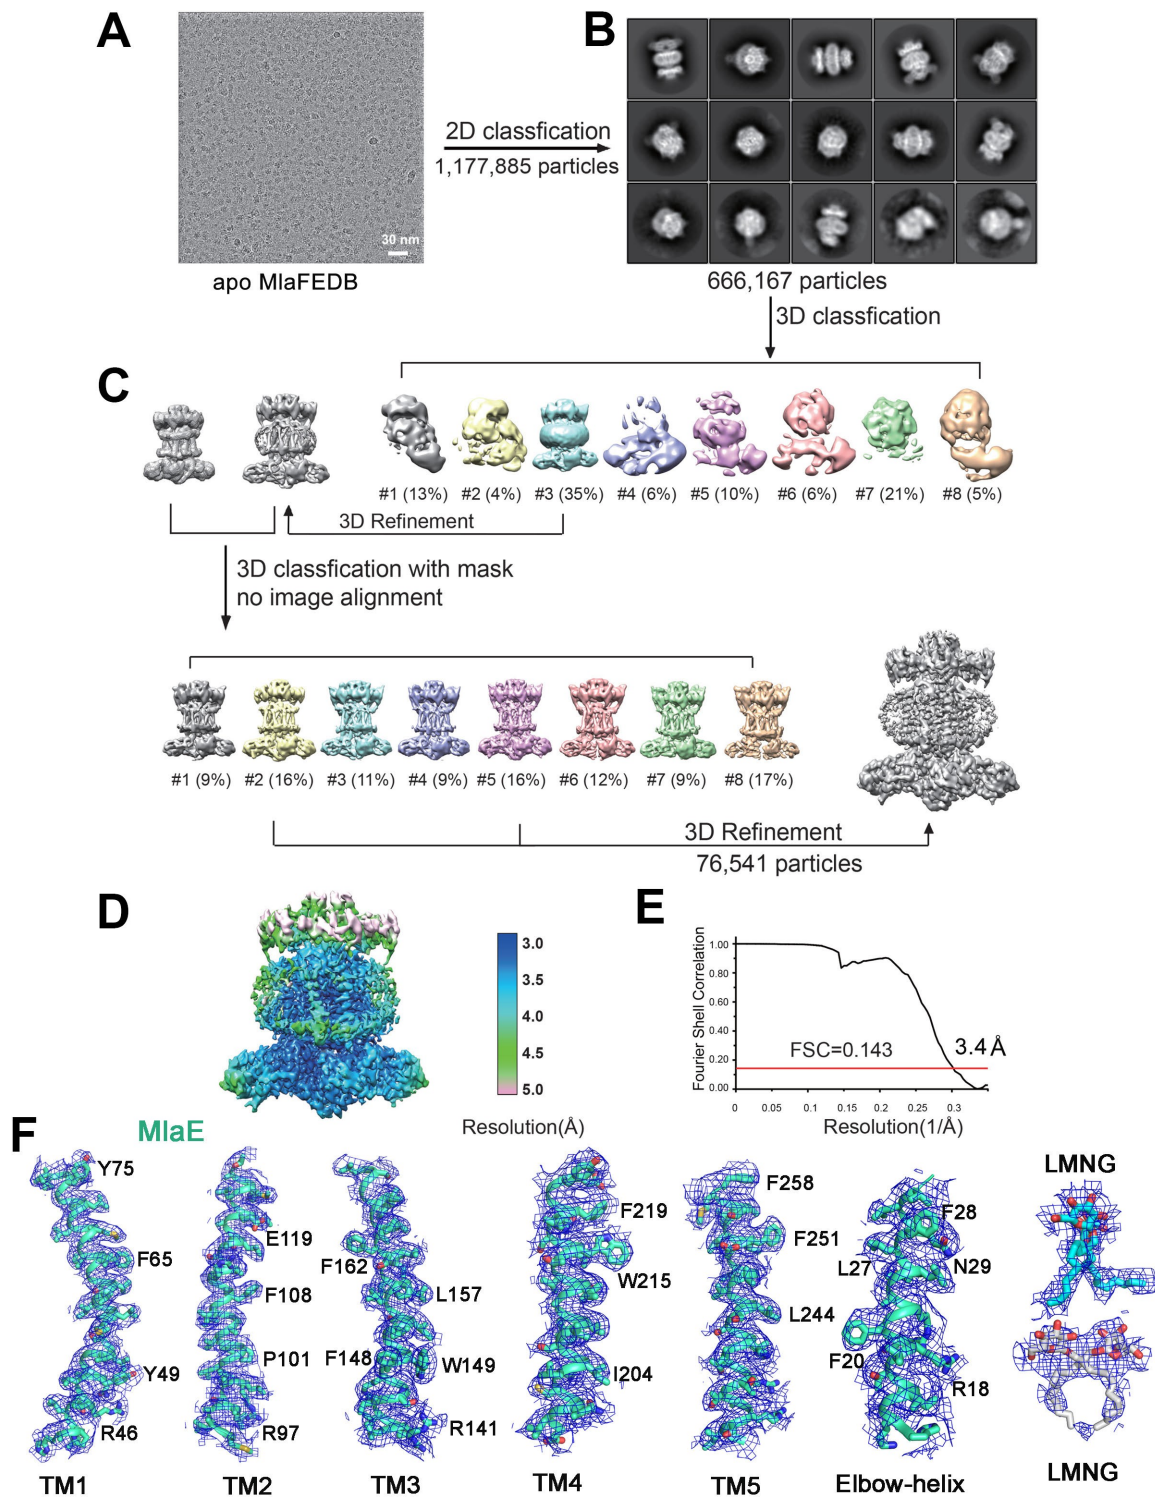 A
B
30 nm
apo MlaFEDB
2D classfication
1,177,885 particles
666,167 particles
3D classfication
C
#1 (13%) #2 (4%) #3 (35%) #4 (6%) #5 (10%) #6 (6%) #7 (21%) #8 (5%)
3D Refinement
3D classfication with mask
no image alignment
#1 (9%) #2 (16%) #3 (11%) #4 (9%) #5 (16%) #6 (12%) #7 (9%) #8 (17%)
3D Refinement
76,541 particles
D
3.0
3.5
4.0
4.5
5.0
Resolution(Å)
E
Fourier Shell Correlation
1.00
0.80
0.60
0.40
0.20
0.00
FSC=0.143
3.4 Å
0 0.05 0.1 0.15 0.2 0.25 0.3
Resolution(1/Å)
F
MlaE
Y75
F65
Y49
R46
TM1
E119
F108
P101
R97
TM2
F162
L157
F148
W149
R141
TM3
F219
W215
I204
TM4
F258
F251
L244
TM5
F28
L27
N29
F20
R18
Elbow-helix
LMNG
LMNG